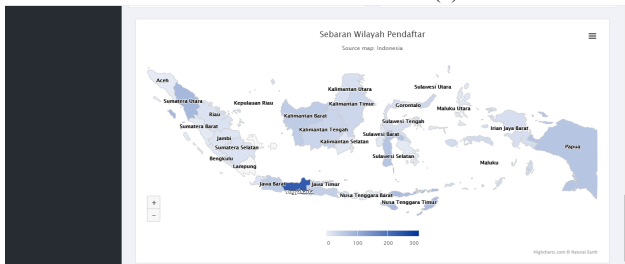 Sebaran Wilayah Pendaftar
Source map: Indonesia
Aceh
Sumatera Utara
Kepulauan Riau
Riau
Sumatera Barat
Jambi
Sumatera Selatan
Bengkulu
Lampung
Kalimantan Utara
Kalimantan Timur
Kalimantan Barat
Kalimantan Tengah
Kalimantan Selatan
Sulawesi Utara
Gorontalo
Maluku Utara
Sulawesi Tengah
Sulawesi Barat
Sulawesi Selatan
Irian Jaya Barat
Papua
Maluku
Jawa Barat
Jawa Timur
Nusa Tenggara Barat
Nusa Tenggara Timur
+
−
0 100 200 300
Highcharts.com © Natural Earth